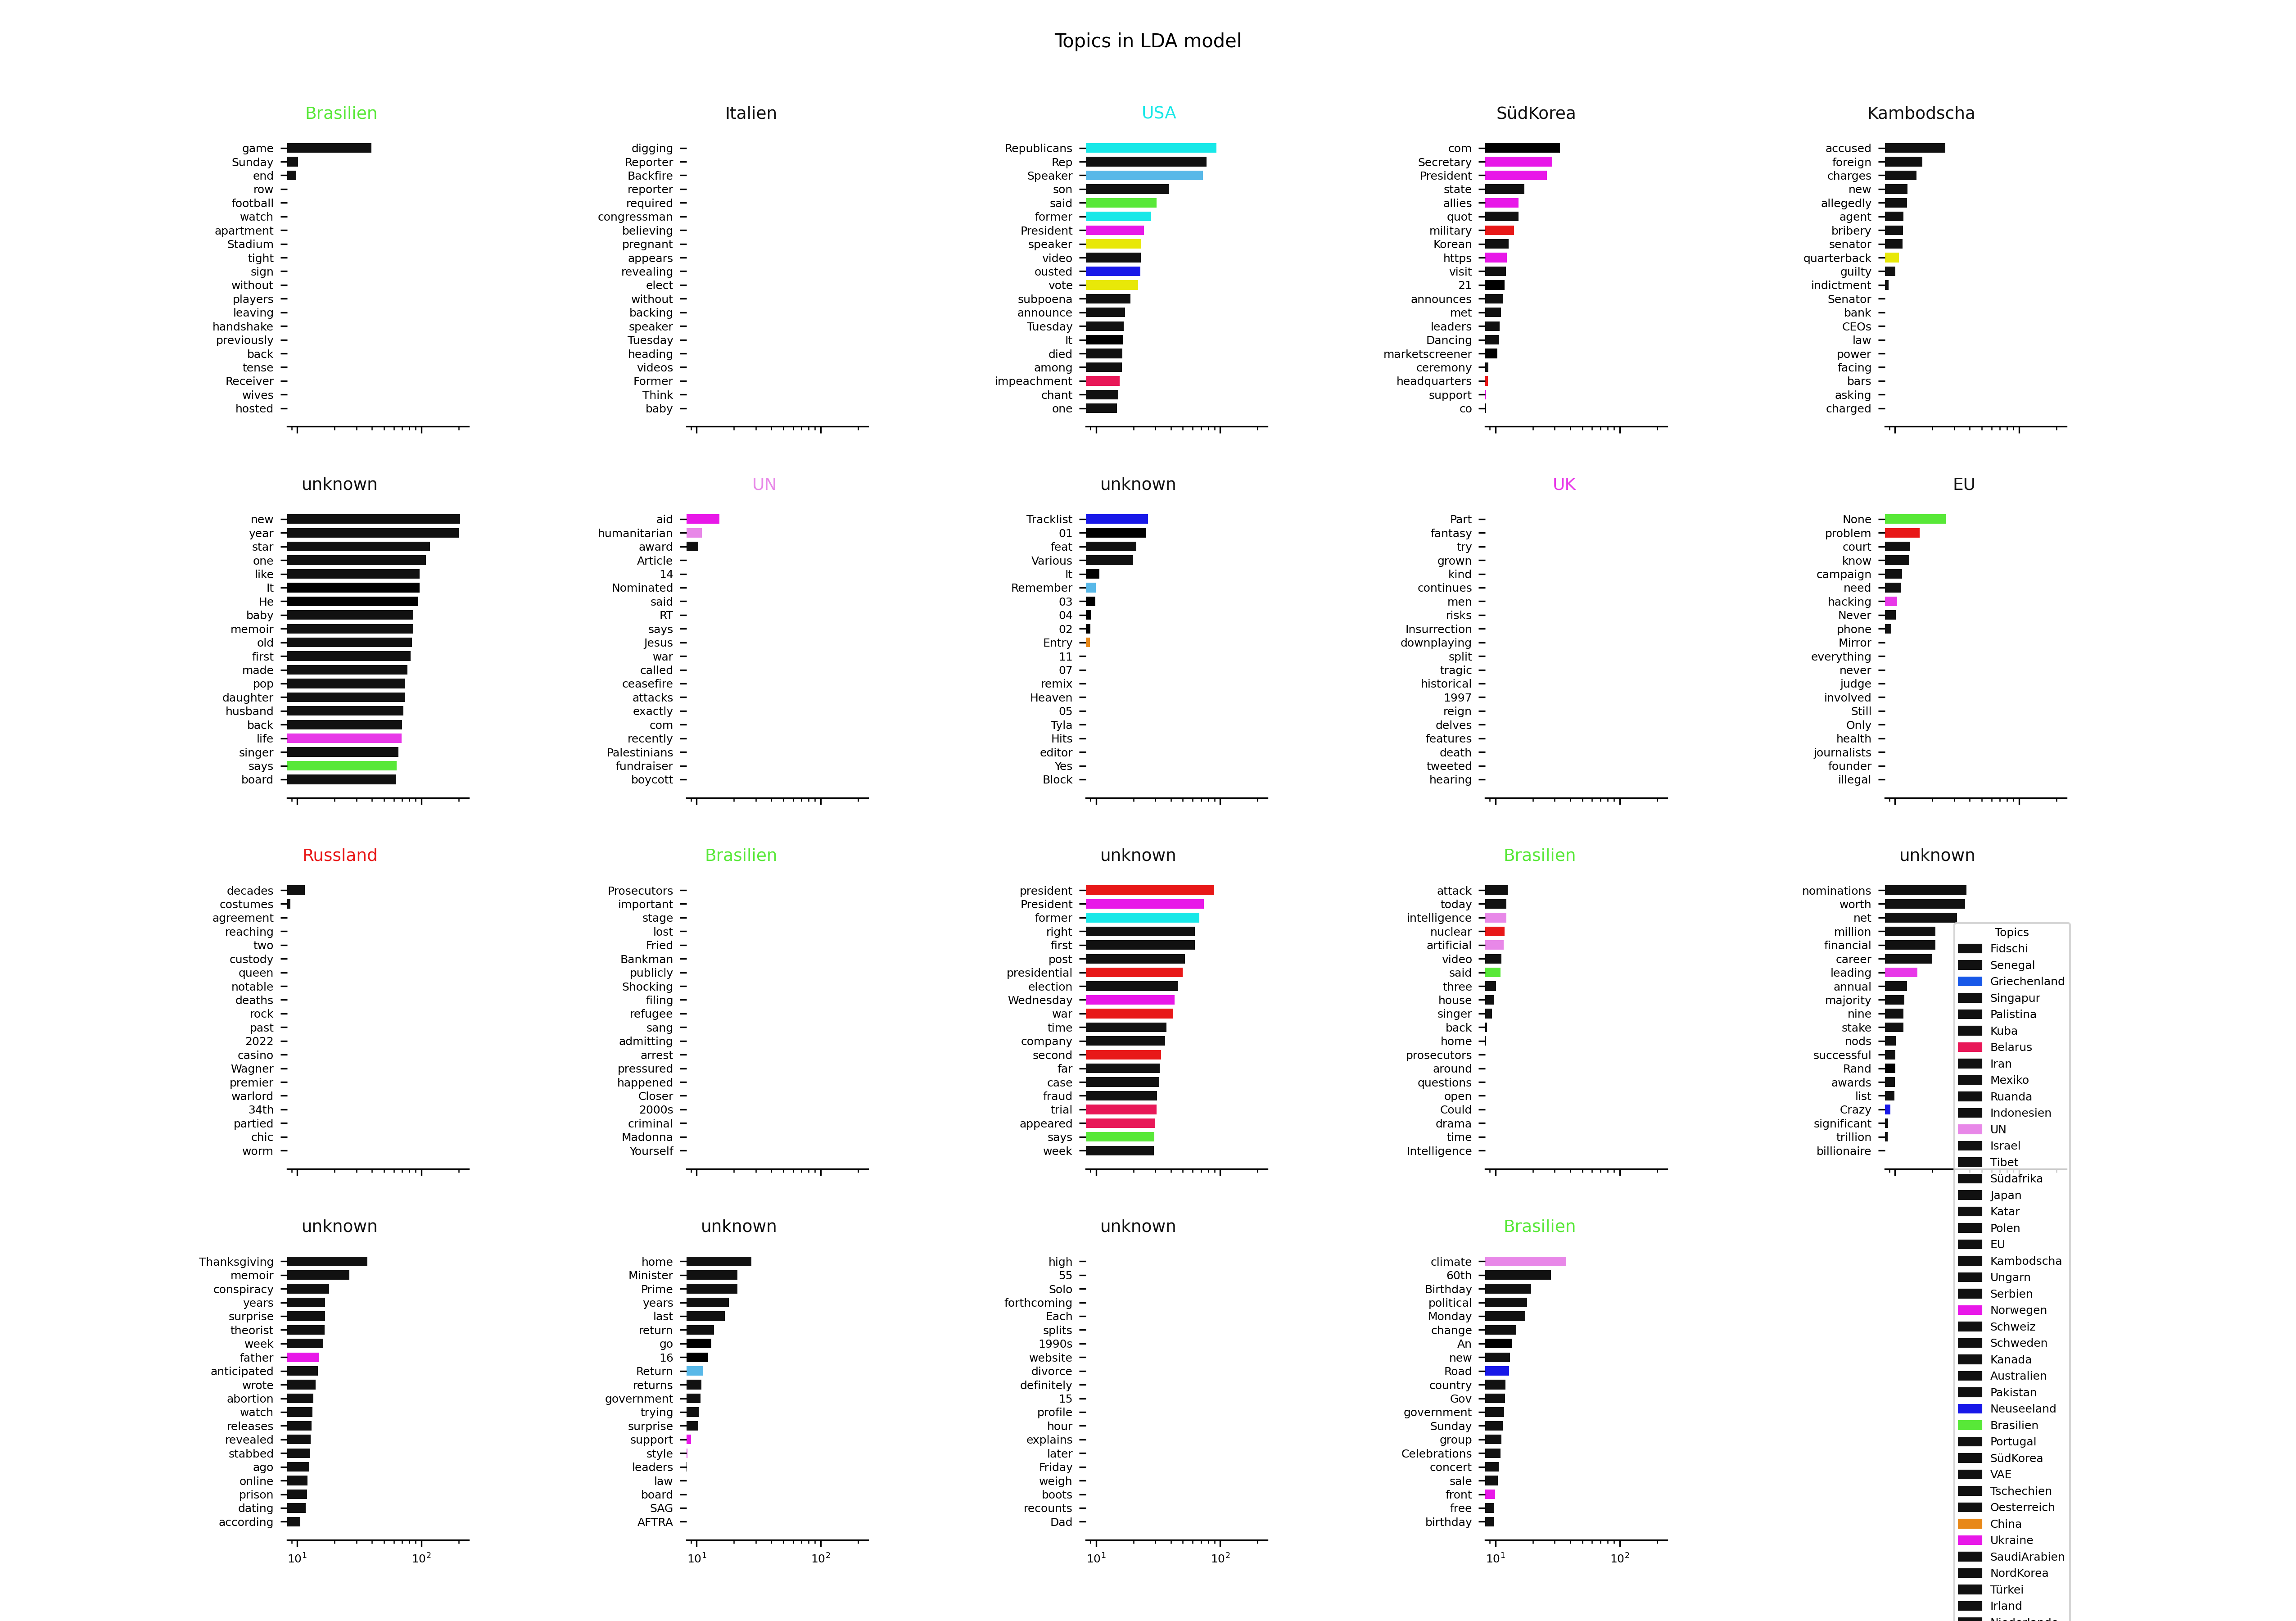 Topics in LDA model
Brasilien
game
Sunday
end
row
football
watch
apartment
Stadium
tight
sign
without
players
leaving
handshake
previously
back
tense
Receiver
wives
hosted
Italien
digging
Reporter
Backfire
reporter
required
congressman
believing
pregnant
appears
revealing
elect
without
backing
speaker
Tuesday
heading
videos
Former
Think
baby
USA
Republicans
Rep
Speaker
son
said
former
President
speaker
video
ousted
vote
subpoena
announce
Tuesday
It
died
among
impeachment
chant
one
SüdKorea
com
Secretary
President
state
allies
quot
military
Korean
https
visit
21
announces
met
leaders
Dancing
marketscreener
ceremony
headquarters
support
co
Kambodscha
accused
foreign
charges
new
allegedly
agent
bribery
senator
quarterback
guilty
indictment
Senator
bank
CEOs
law
power
facing
bars
asking
charged
unknown
new
year
star
one
like
It
He
baby
memoir
old
first
made
pop
daughter
husband
back
life
singer
says
board
UN
aid
humanitarian
award
Article
14
Nominated
said
RT
says
Jesus
war
called
ceasefire
attacks
exactly
com
recently
Palestinians
fundraiser
boycott
unknown
Tracklist
01
feat
Various
It
Remember
03
04
02
Entry
11
07
remix
Heaven
05
Tyla
Hits
editor
Yes
Block
UK
Part
fantasy
try
grown
kind
continues
men
risks
Insurrection
downplaying
split
tragic
historical
1997
reign
delves
features
death
tweeted
hearing
EU
None
problem
court
know
campaign
need
hacking
Never
phone
Mirror
everything
never
judge
involved
Still
Only
health
journalists
founder
illegal
Russland
decades
costumes
agreement
reaching
two
custody
queen
notable
deaths
rock
past
2022
casino
Wagner
premier
warlord
34th
partied
chic
worm
Brasilien
Prosecutors
important
stage
lost
Fried
Bankman
publicly
Shocking
filing
refugee
sang
admitting
arrest
pressured
happened
Closer
2000s
criminal
Madonna
Yourself
unknown
president
President
former
right
first
post
presidential
election
Wednesday
war
time
company
second
far
case
fraud
trial
appeared
says
week
Brasilien
attack
today
intelligence
nuclear
artificial
video
said
three
house
singer
back
home
prosecutors
around
questions
open
Could
drama
time
Intelligence
unknown
nominations
worth
net
million
financial
career
leading
annual
majority
nine
stake
nods
successful
Rand
awards
list
Crazy
significant
trillion
billionaire
unknown
Thanksgiving
memoir
conspiracy
years
surprise
theorist
week
father
anticipated
wrote
abortion
watch
releases
revealed
stabbed
ago
online
prison
dating
according
10¹ 10²
unknown
home
Minister
Prime
years
last
return
go
16
Return
returns
government
trying
surprise
support
style
leaders
law
board
SAG
AFTRA
10¹ 10²
unknown
high
55
Solo
forthcoming
Each
splits
1990s
website
divorce
definitely
15
profile
hour
explains
later
Friday
weigh
boots
recounts
Dad
10¹ 10²
Brasilien
climate
60th
Birthday
political
Monday
change
An
new
Road
country
Gov
government
Sunday
group
Celebrations
concert
sale
front
free
birthday
10¹ 10²
Topics
Fidschi
Senegal
Griechenland
Singapur
Palistina
Kuba
Belarus
Iran
Mexiko
Ruanda
Indonesien
UN
Israel
Tibet
Südafrika
Japan
Katar
Polen
EU
Kambodscha
Ungarn
Serbien
Norwegen
Schweiz
Schweden
Kanada
Australien
Pakistan
Neuseeland
Brasilien
Portugal
SüdKorea
VAE
Tschechien
Oesterreich
China
Ukraine
SaudiArabien
NordKorea
Türkei
Irland